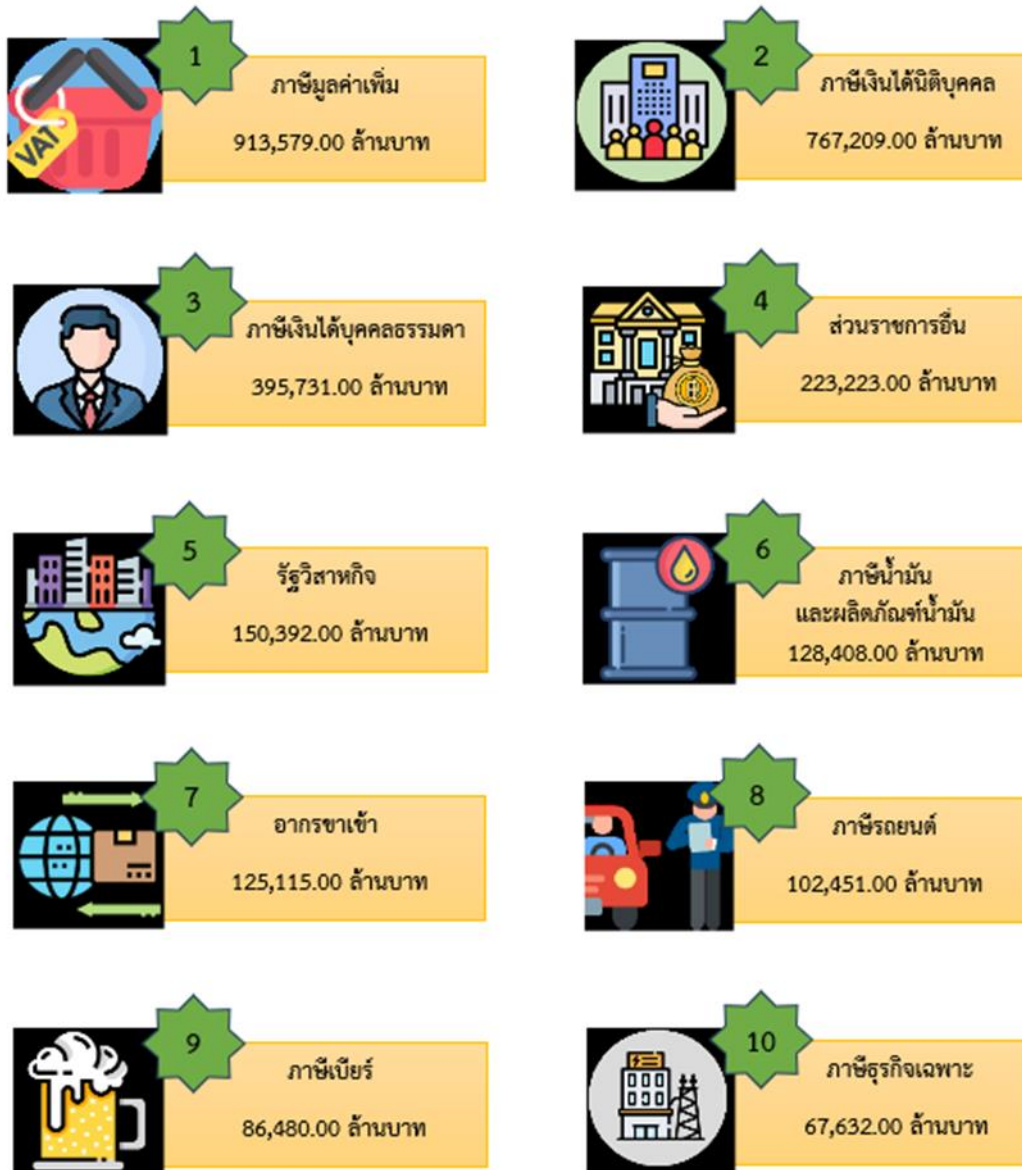 1
ภาษีมูลค่าเพิ่ม
913,579.00 ล้านบาท
VAT
2
ภาษีเงินได้นิติบุคคล
767,209.00 ล้านบาท
3
ภาษีเงินได้บุคคลธรรมดา
395,731.00 ล้านบาท
4
ส่วนราชการอื่น
223,223.00 ล้านบาท
5
รัฐวิสาหกิจ
150,392.00 ล้านบาท
6
ภาษีน้ำมัน
และผลิตภัณฑ์น้ำมัน
128,408.00 ล้านบาท
7
อากรขาเข้า
125,115.00 ล้านบาท
8
ภาษีรถยนต์
102,451.00 ล้านบาท
9
ภาษีเบียร์
86,480.00 ล้านบาท
10
ภาษีธุรกิจเฉพาะ
67,632.00 ล้านบาท